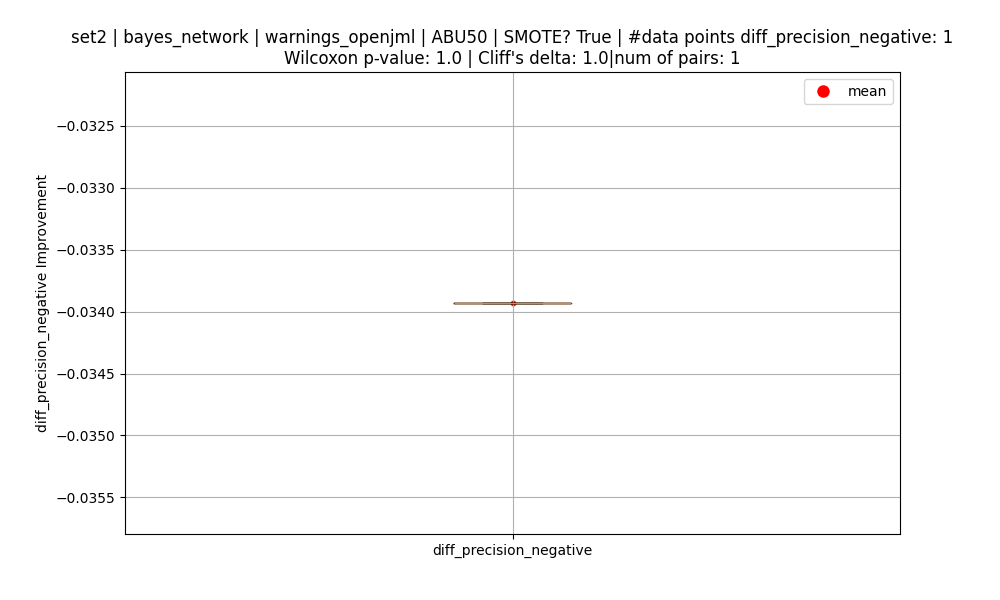 set2 | bayes_network | warnings_openjml | ABU50 | SMOTE? True | #data points diff_precision_negative: 1
Wilcoxon p-value: 1.0 | Cliff's delta: 1.0|num of pairs: 1
mean
−0.0325
−0.0330
−0.0335
−0.0340
−0.0345
−0.0350
−0.0355
diff_precision_negative Improvement
diff_precision_negative